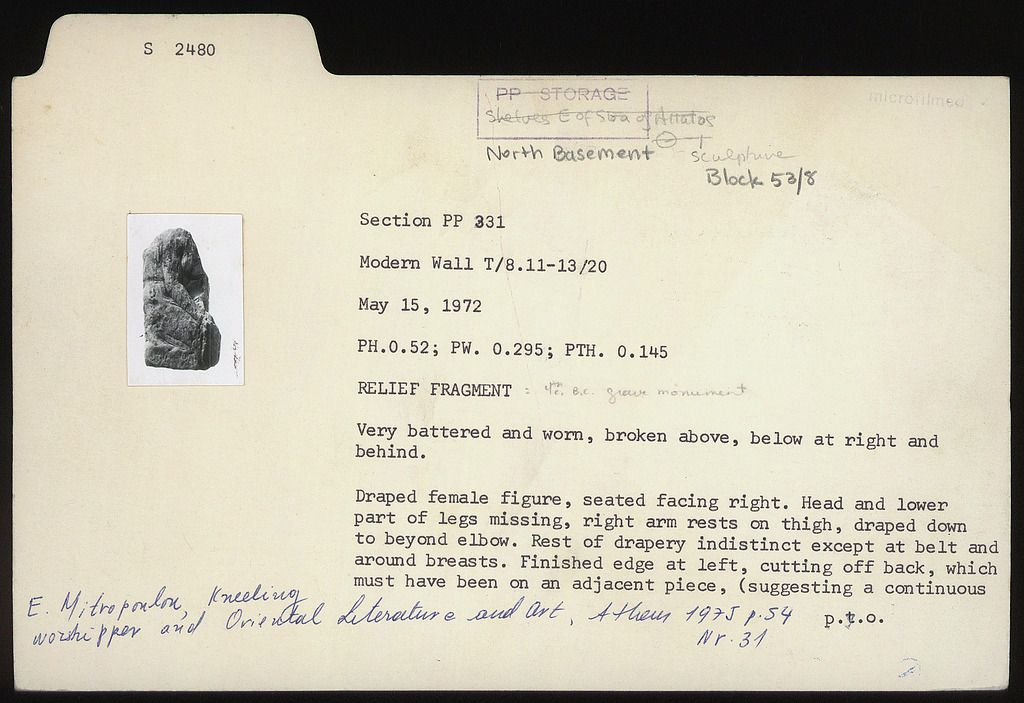 S 2480
PP STORAGE
Shelves E of Stoa of Attalos
microfilmed
North Basement
sculpture
Block 53/8
Section PP 331
Modern Wall T/8.11-13/20
May 15, 1972
PH.0.52; PW. 0.295; PTH. 0.145
RELIEF FRAGMENT : 4th c. B.C. grave monument
Very battered and worn, broken above, below at right and
behind.
Draped female figure, seated facing right. Head and lower
part of legs missing, right arm rests on thigh, draped down
to beyond elbow. Rest of drapery indistinct except at belt and
around breasts. Finished edge at left, cutting off back, which
must have been on an adjacent piece, (suggesting a continuous
p.t.o.
E. Mitropoulou, Kneeling
worshipper and Oriental Literature and Art, Athens 1975 p.54
Nr. 31